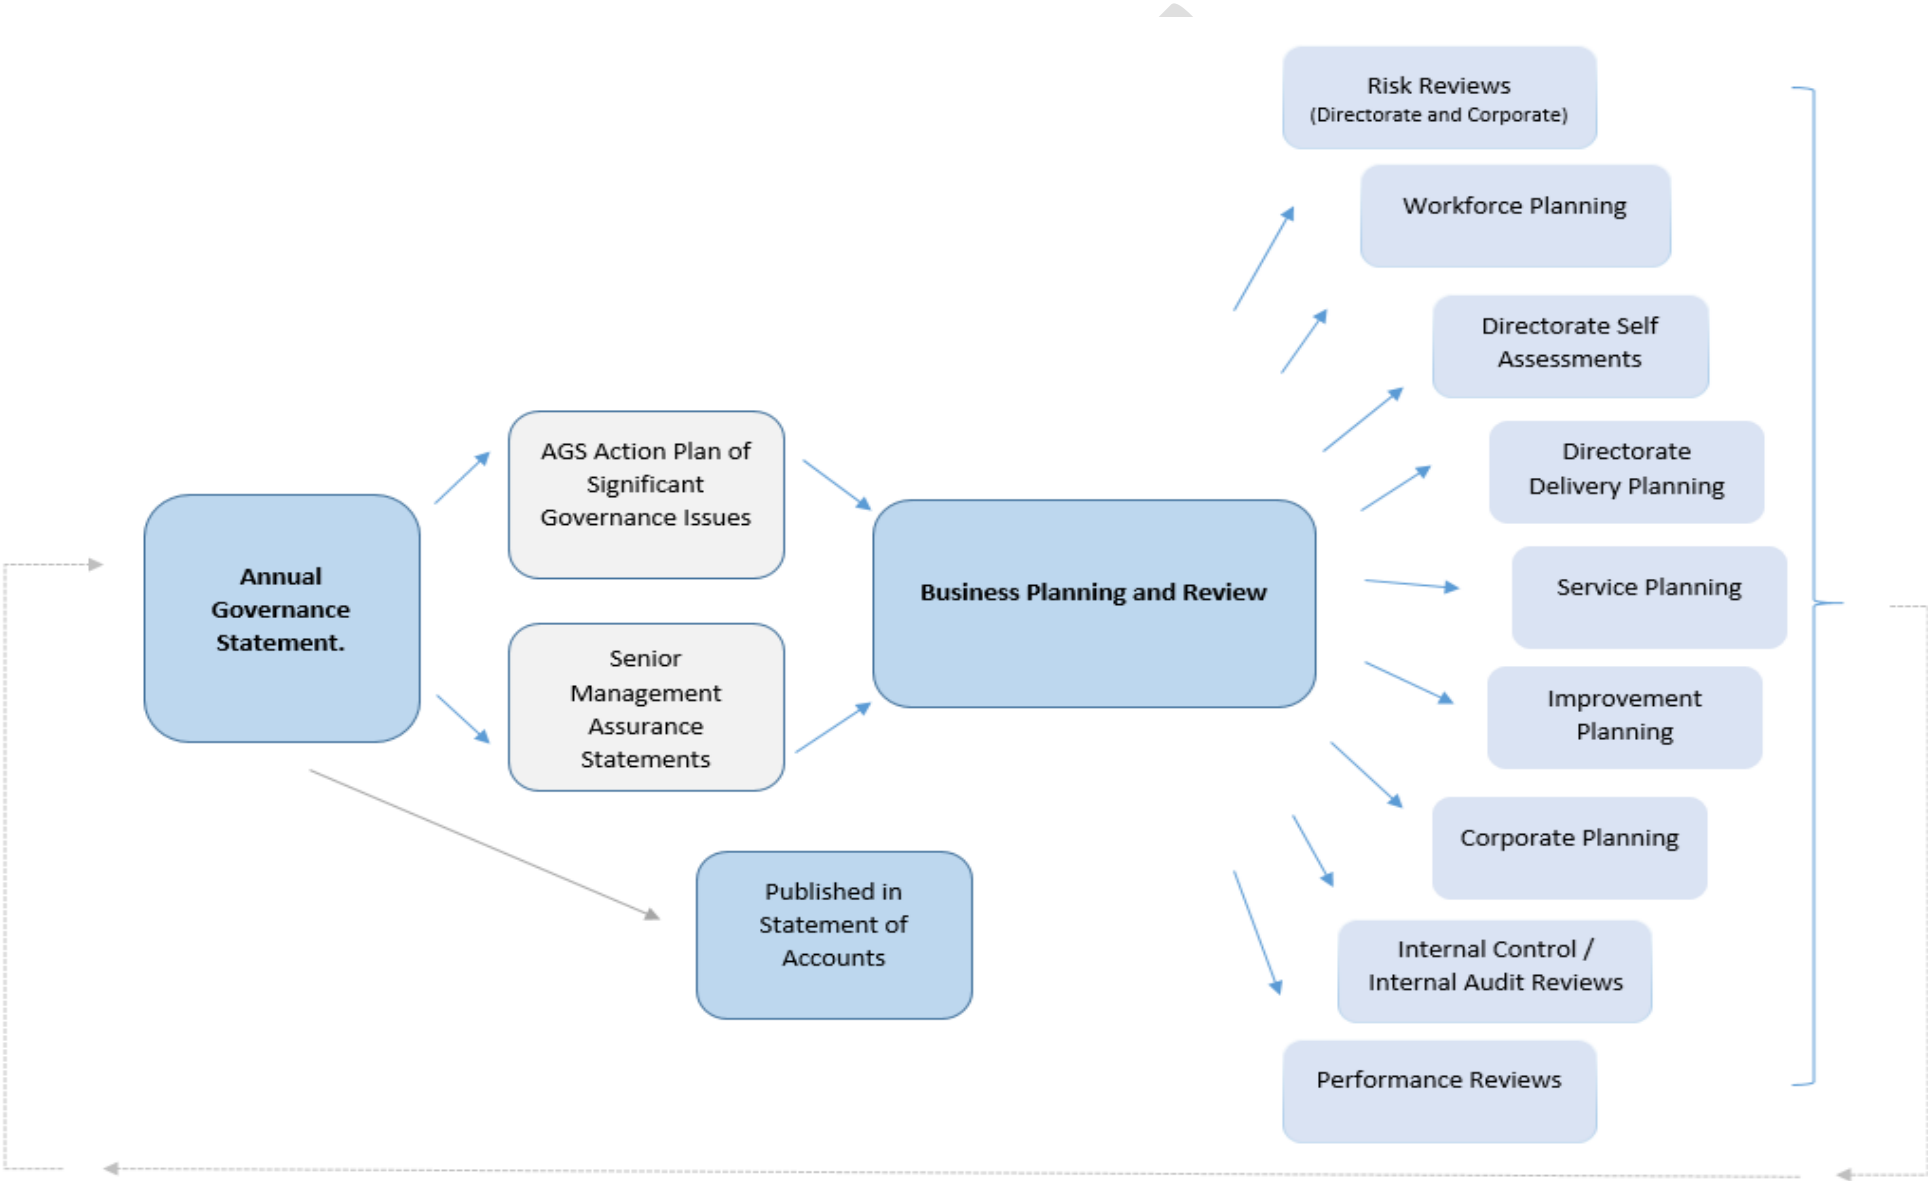 Risk Reviews
(Directorate and Corporate)
Workforce Planning
Directorate Self
Assessments
Directorate
Delivery Planning
Service Planning
Improvement
Planning
Corporate Planning
Internal Control /
Internal Audit Reviews
Performance Reviews
AGS Action Plan of
Significant
Governance Issues
Annual
Governance
Statement.
Business Planning and Review
Senior
Management
Assurance
Statements
Published in
Statement of
Accounts